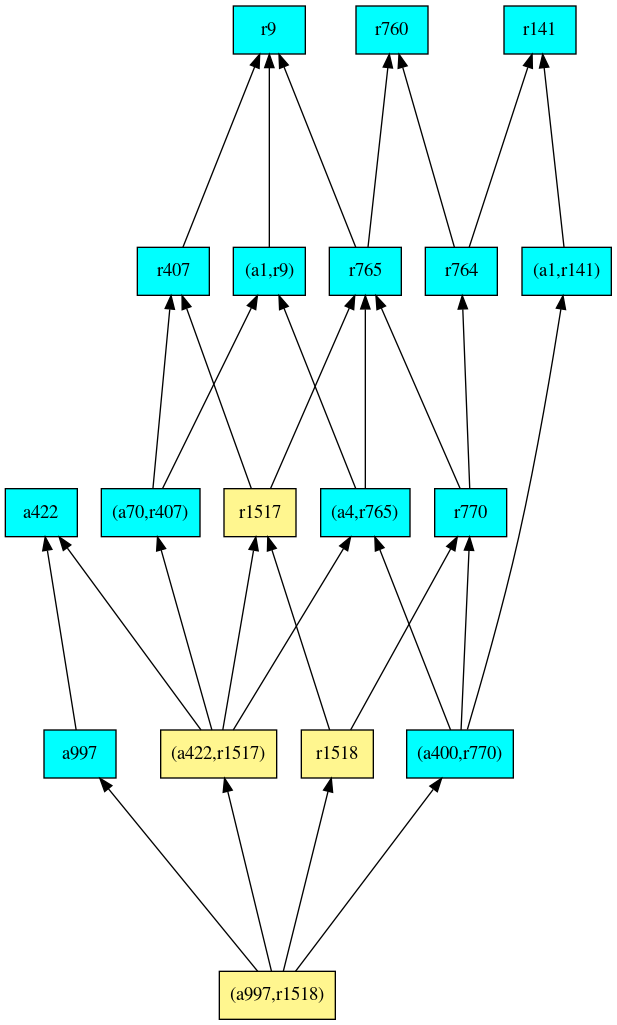 r9
r760
r141
r407
(a1,r9)
r765
r764
(a1,r141)
a422
(a70,r407)
r1517
(a4,r765)
r770
a997
(a422,r1517)
r1518
(a400,r770)
(a997,r1518)